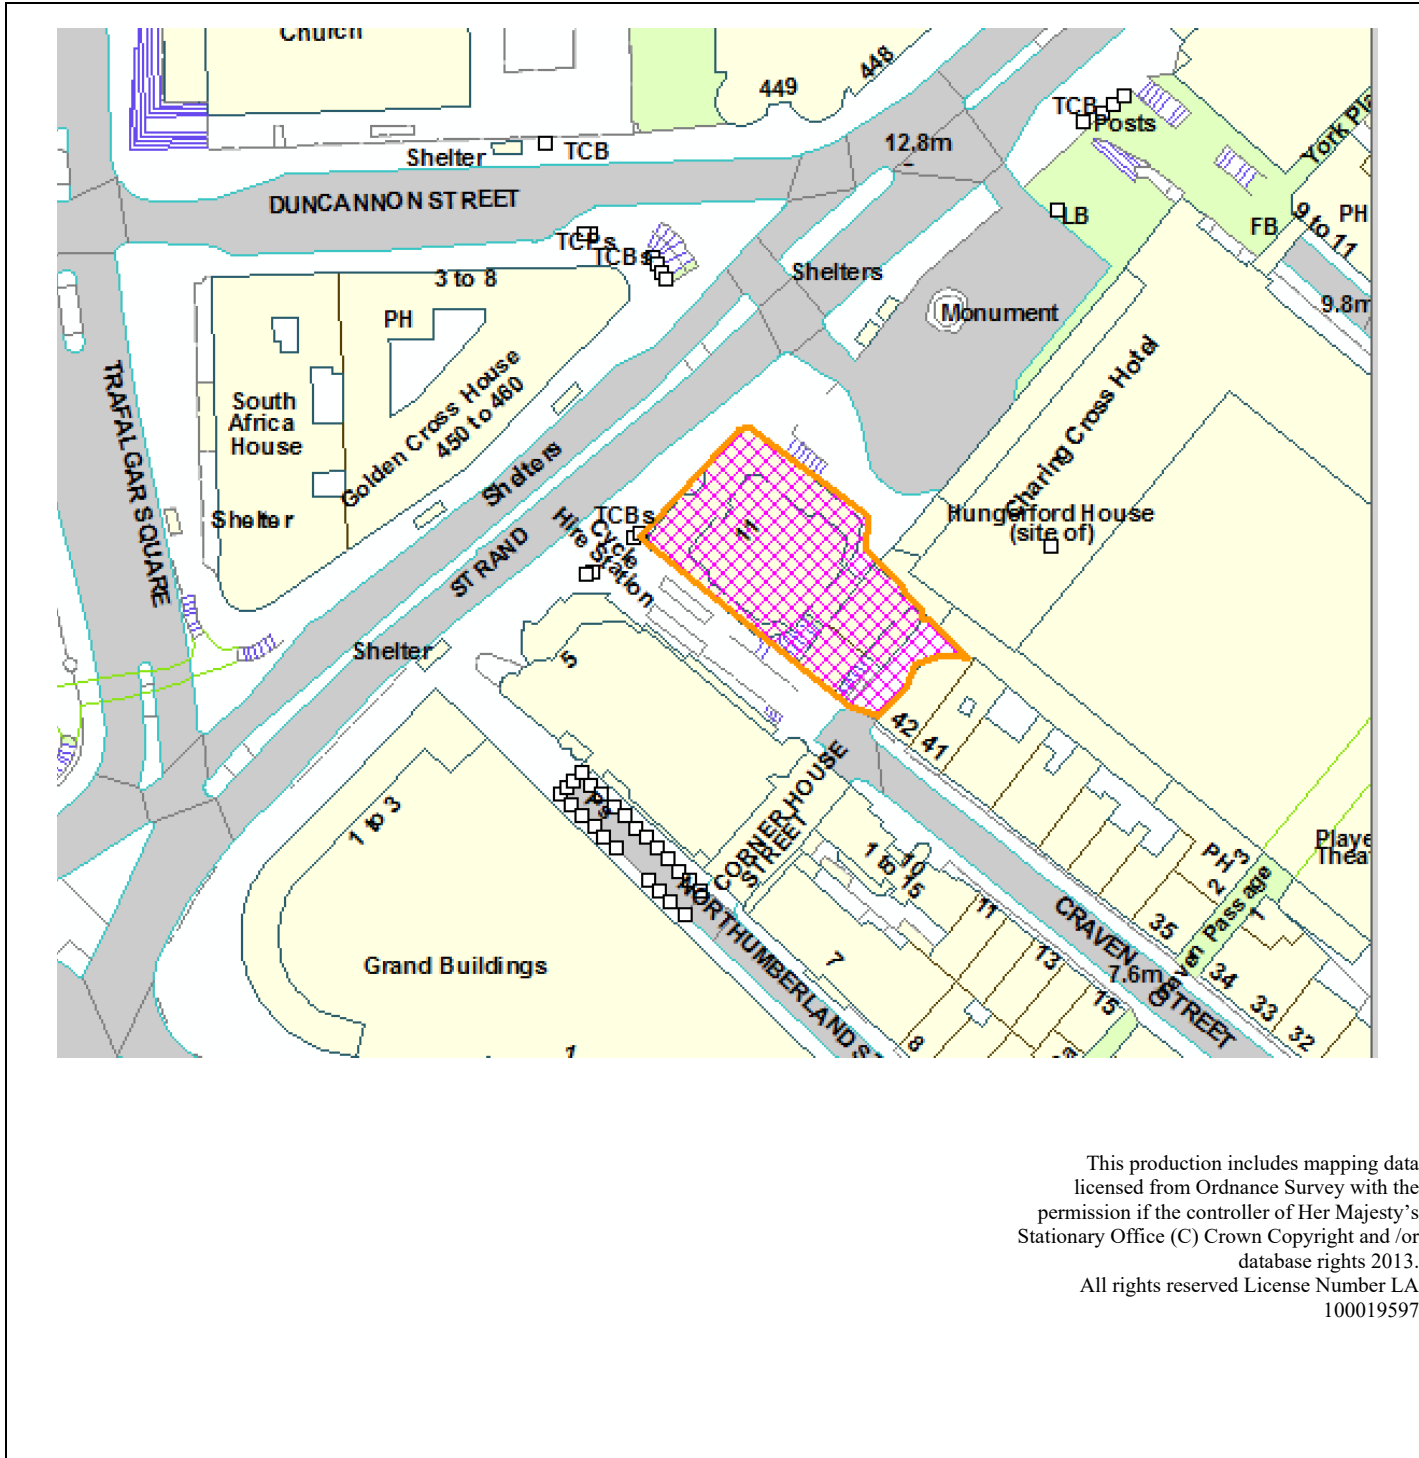 Church
449
448
TCB
Posts
York Pla
12.8m
Shelter
TCB
DUNCANNON STREET
LB
FB
9 to 11
PH
TCPs
TCBs
3 to 8
Shelters
Monument
9.8m
PH
TRAFALGAR SQUARE
South
Africa
House
Golden Cross House
450 to 460
Charing Cross Hotel
Shelters
Shelter
TCBs
Cycle
Hire Station
11
Hungerford House
(site of)
STRAND
Shelter
5
42
41
1 to 3
Ps
CORNER HOUSE
STREET
1 to 15
10
PH
3
2
Playe
Theat
Craven Passage
1
11
CRAVEN STREET
35
13
7.6m
34
33
32
15
Grand Buildings
NORTHUMBERLAND S
7
8
1
This production includes mapping data
licensed from Ordnance Survey with the
permission if the controller of Her Majesty's
Stationary Office (C) Crown Copyright and /or
database rights 2013.
All rights reserved License Number LA
100019597